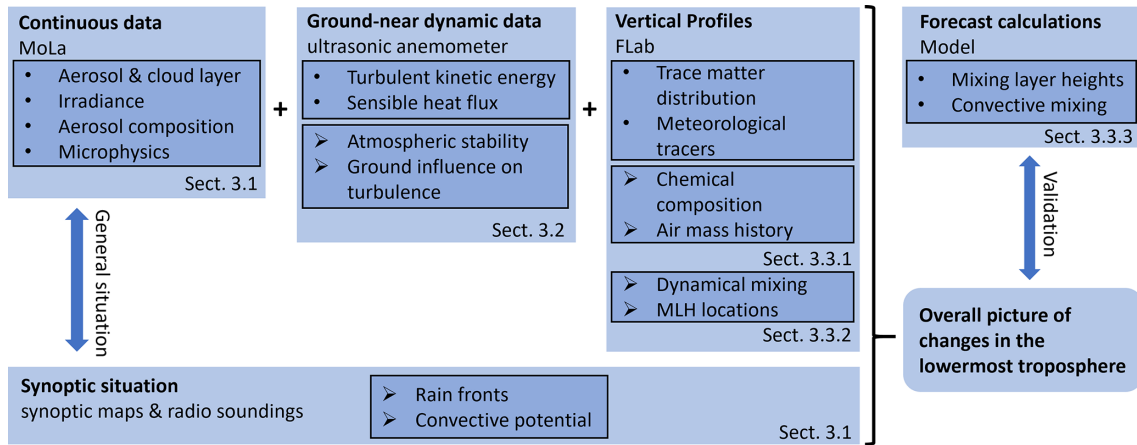 Continuous data
MoLa
• Aerosol & cloud layer
• Irradiance
• Aerosol composition
• Microphysics
Sect. 3.1
+
Ground-near dynamic data
ultrasonic anemometer
• Turbulent kinetic energy
• Sensible heat flux
➢ Atmospheric stability
➢ Ground influence on
turbulence
Sect. 3.2
+
Vertical Profiles
FLab
• Trace matter
distribution
• Meteorological
tracers
➢ Chemical
composition
➢ Air mass history
Sect. 3.3.1
➢ Dynamical mixing
➢ MLH locations
Sect. 3.3.2
Forecast calculations
Model
• Mixing layer heights
• Convective mixing
Sect. 3.3.3
Validation
Overall picture of
changes in the
lowermost troposphere
General situation
Synoptic situation
synoptic maps & radio soundings
➢ Rain fronts
➢ Convective potential
Sect. 3.1